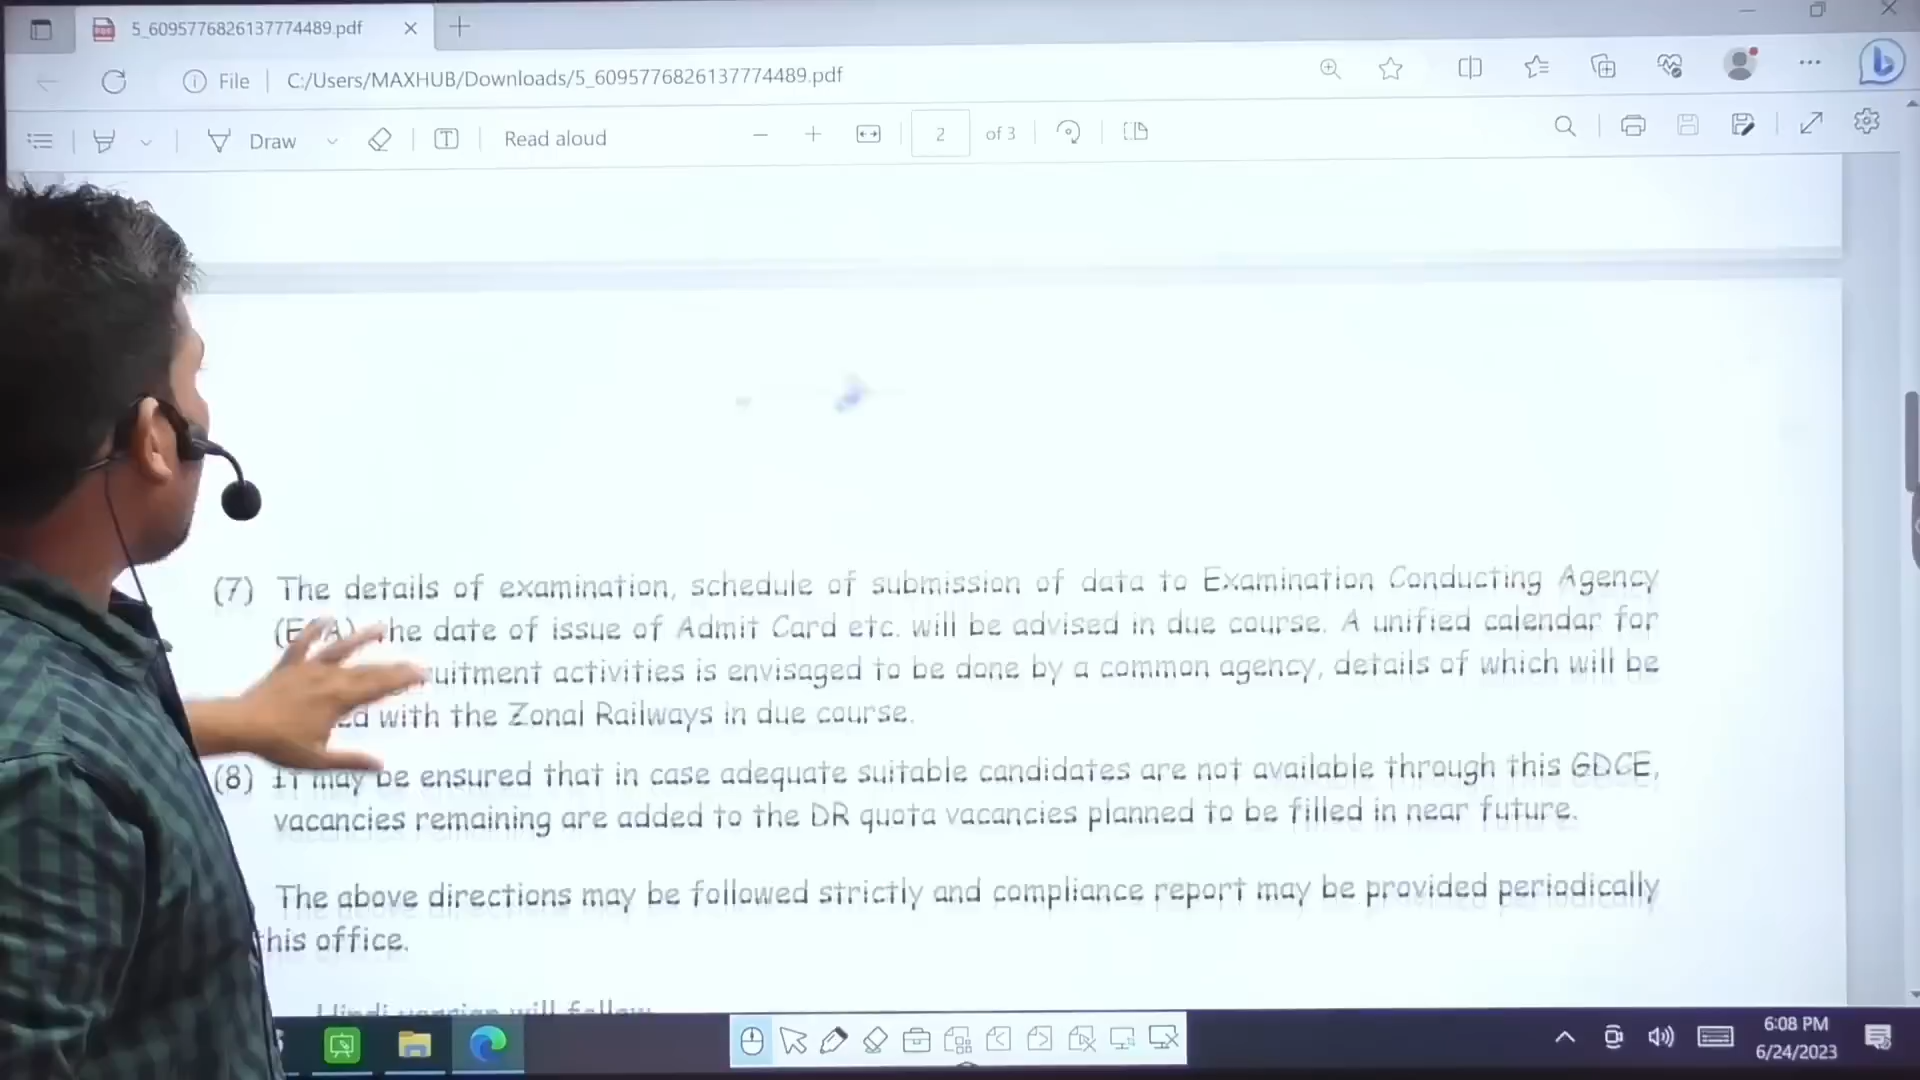 5_6095776826137774489.pdf
File
C:/Users/MAXHUB/Downloads/5_6095776826137774489.pdf
Draw
Read aloud
2 of 3
(7) The details of examination, schedule of submission of data to Examination Conducting Agency
the date of issue of Admit Card etc. will be advised in due course. A unified calendar for
activities is envisaged to be done by a common agency, details of which will be
with the Zonal Railways in due course.
(8) It may be ensured that in case adequate suitable candidates are not available through this GDCE,
vacancies remaining are added to the DR quota vacancies planned to be filled in near future.
The above directions may be followed strictly and compliance report may be provided periodically
this office.
Hindi version will follow
6:08 PM
6/24/2023